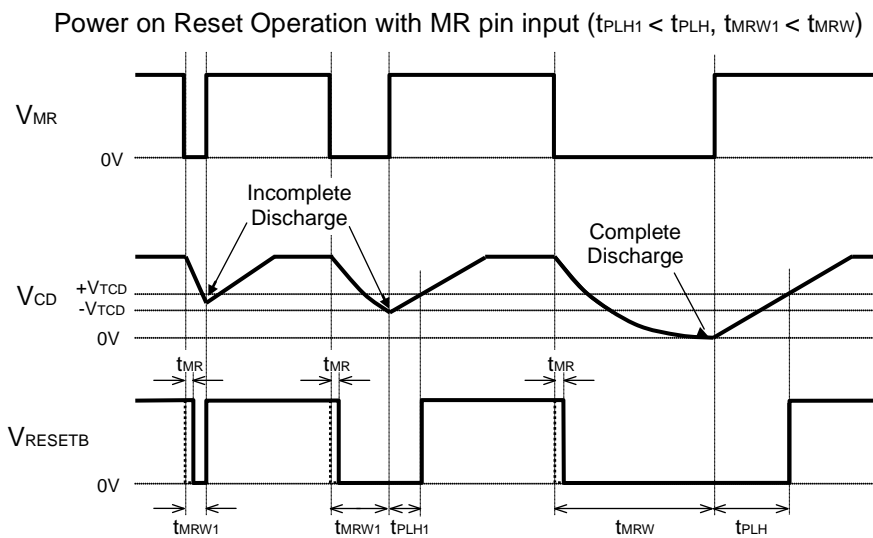 Power on Reset Operation with MR pin input (tPLH1 < tPLH, tMRW1 < tMRW)
VMR
0V
Incomplete
Discharge
Complete
Discharge
+VTCD
VCD
-VTCD
0V
tMR
tMR
tMR
VRESETB
0V
tMRW1
tMRW1
tPLH1
tMRW
tPLH